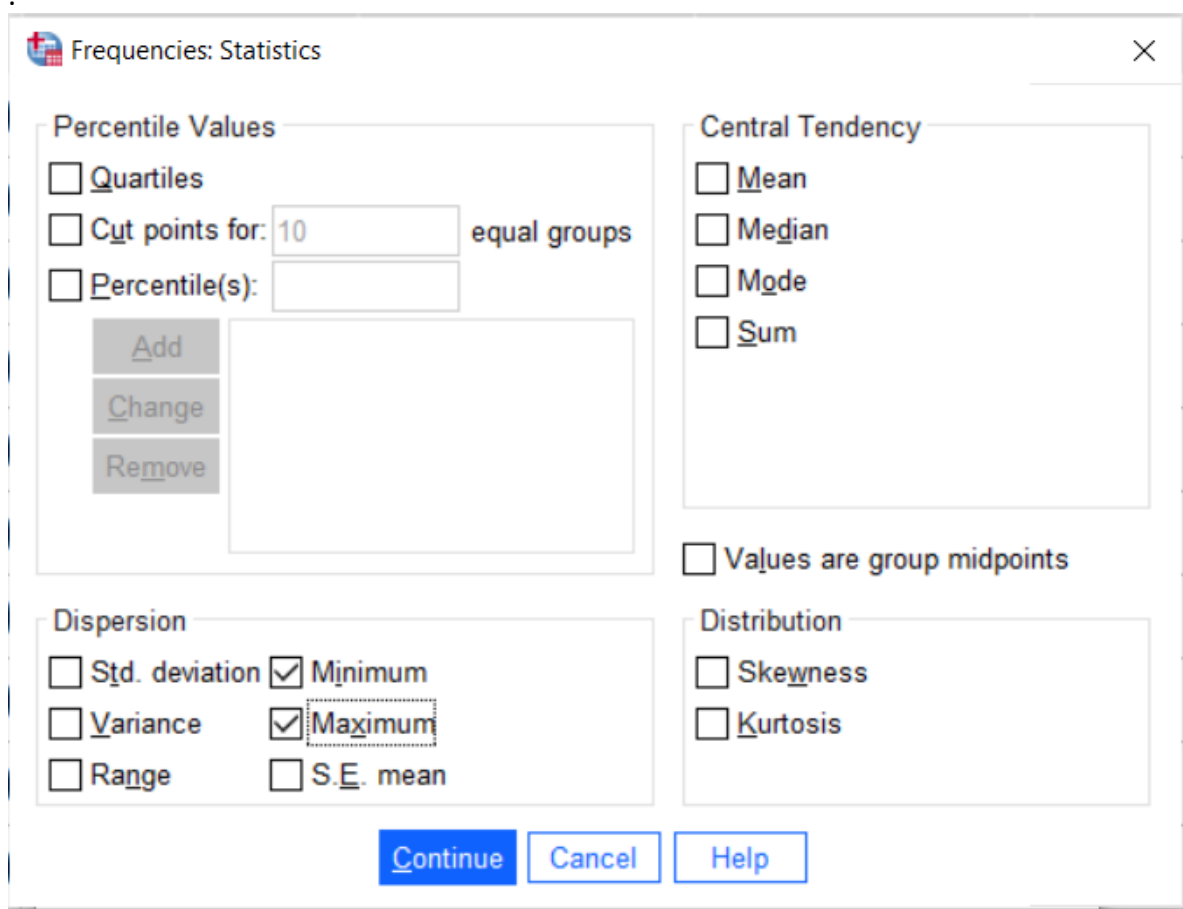 .
Frequencies: Statistics
Percentile Values
Quartiles
Cut points for: 10 equal groups
Percentile(s):
Add
Change
Remove
Central Tendency
Mean
Median
Mode
Sum
Values are group midpoints
Dispersion
Std. deviation Minimum
Variance Maximum
Range S.E. mean
Distribution
Skewness
Kurtosis
Continue Cancel Help